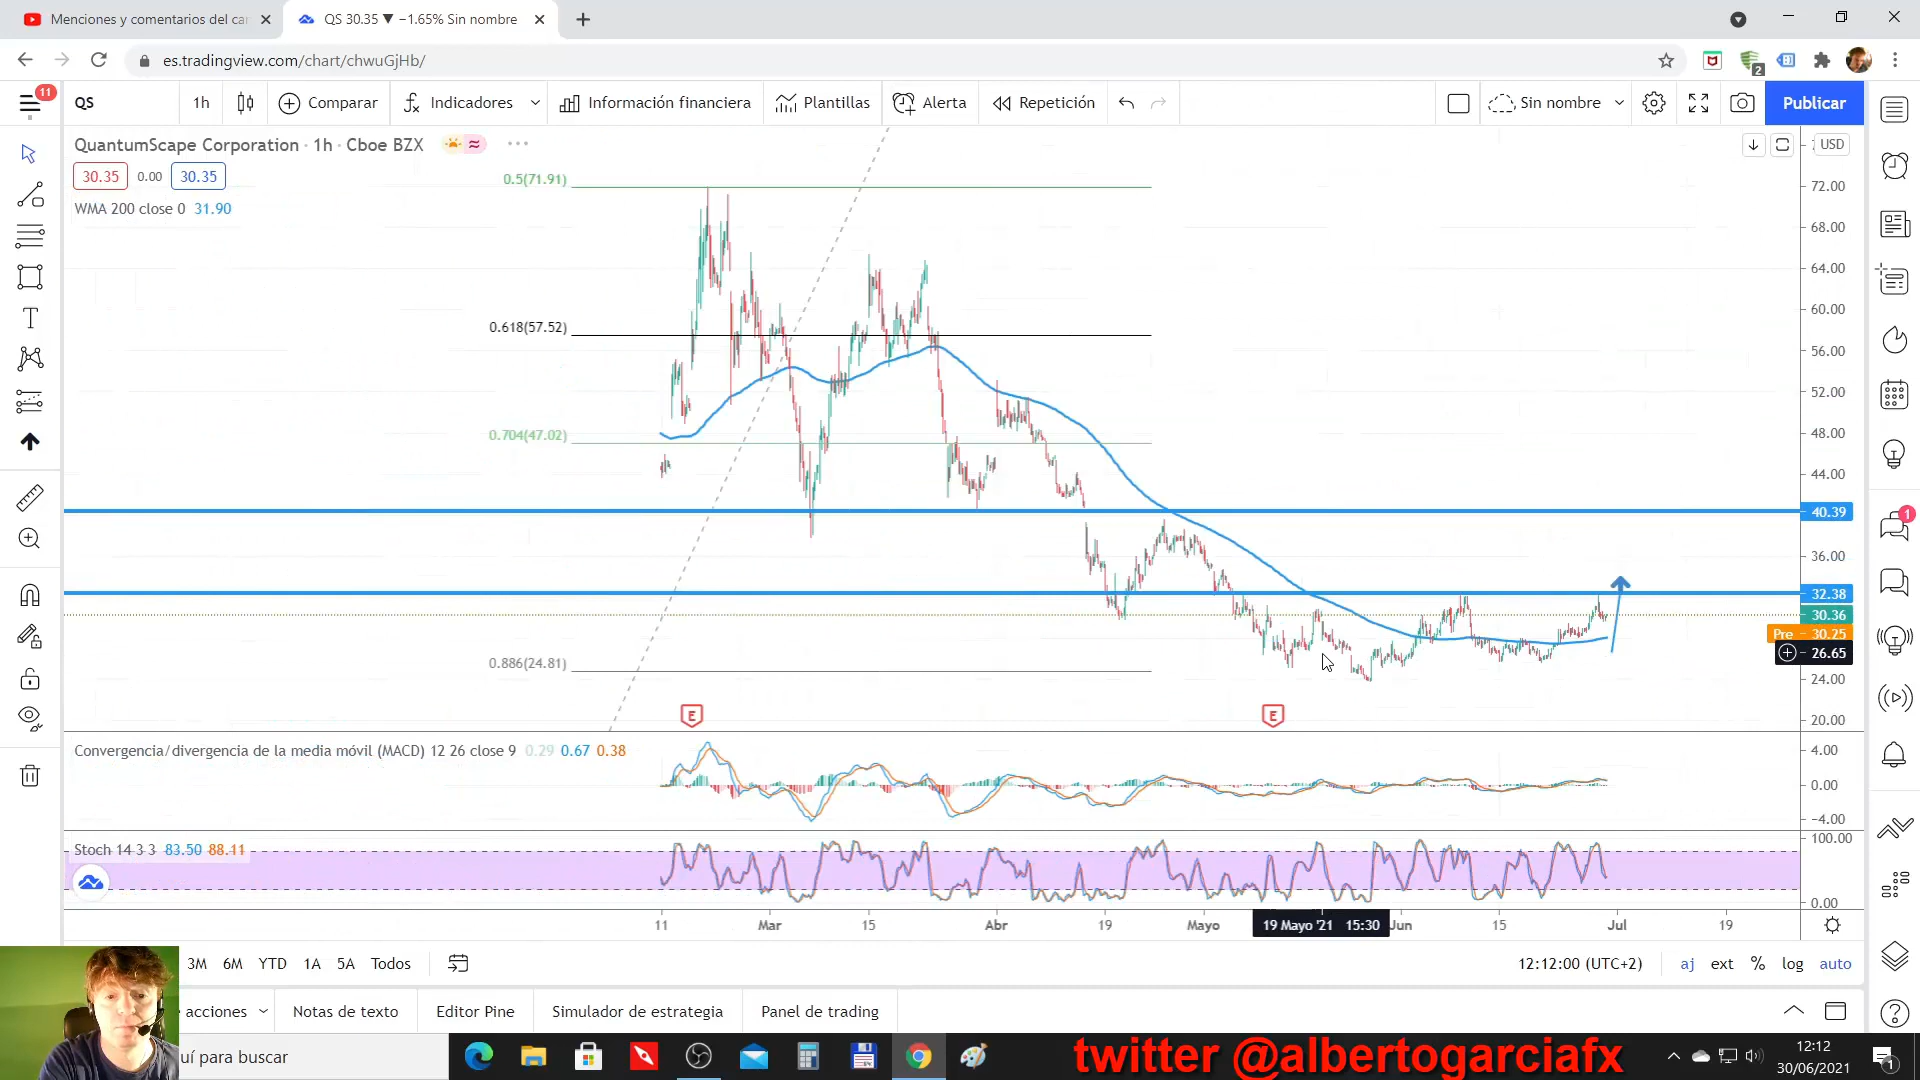 Menciones y comentarios del car
QS 30.35 ▼ −1.65% Sin nombre
es.tradingview.com/chart/chwuGjHb/
2
11
QS
1h
Comparar
Indicadores
Información financiera
Plantillas
Alerta
Repetición
Sin nombre
Publicar
QuantumScape Corporation · 1h · Cboe BZX
USD
30.35
0.00
30.35
WMA 200 close 0 31.90
0.5(71.91)
0.618(57.52)
0.704(47.02)
0.886(24.81)
72.00
68.00
64.00
60.00
56.00
52.00
48.00
44.00
40.39
36.00
32.38
30.36
Pre 30.25
26.65
24.00
20.00
E
E
1
Convergencia/divergencia de la media móvil (MACD) 12 26 close 9 0.29 0.67 0.38
4.00
0.00
−4.00
Stoch 14 3 3 83.50 88.11
100.00
0.00
11
Mar
15
Abr
19
Mayo
19 Mayo '21 15:30
Jun
15
Jul
19
3M
6M
YTD
1A
5A
Todos
12:12:00 (UTC+2)
aj
ext
%
log
auto
acciones
Notas de texto
Editor Pine
Simulador de estrategia
Panel de trading
uí para buscar
twitter @albertogarciafx
12:12
30/06/2021
1